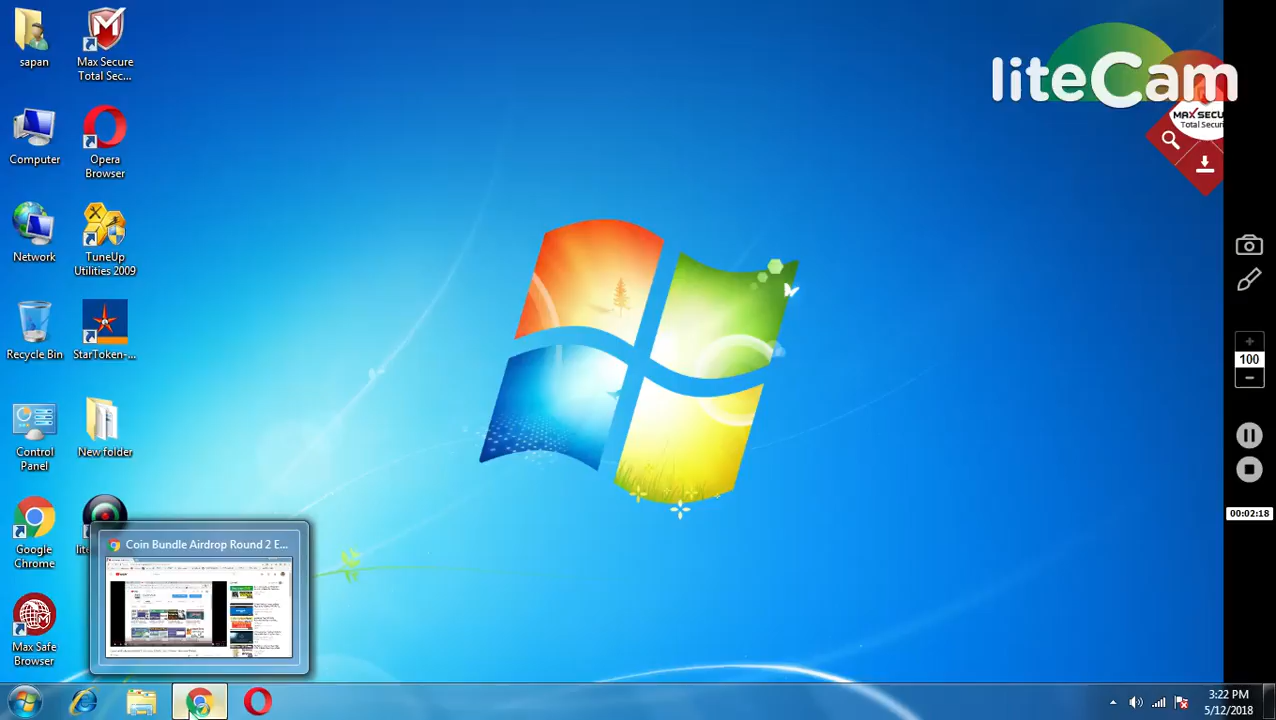 sapan
Max Secure
Total Sec...
Computer
Opera
Browser
Network
TuneUp
Utilities 2009
Recycle Bin
StarToken-...
Control
Panel
New folder
Google
Chrome
Max Safe
Browser
Coin Bundle Airdrop Round 2 E...
liteCam
MAX SECU
Total Securi
100
00:02:18
3:22 PM
5/12/2018